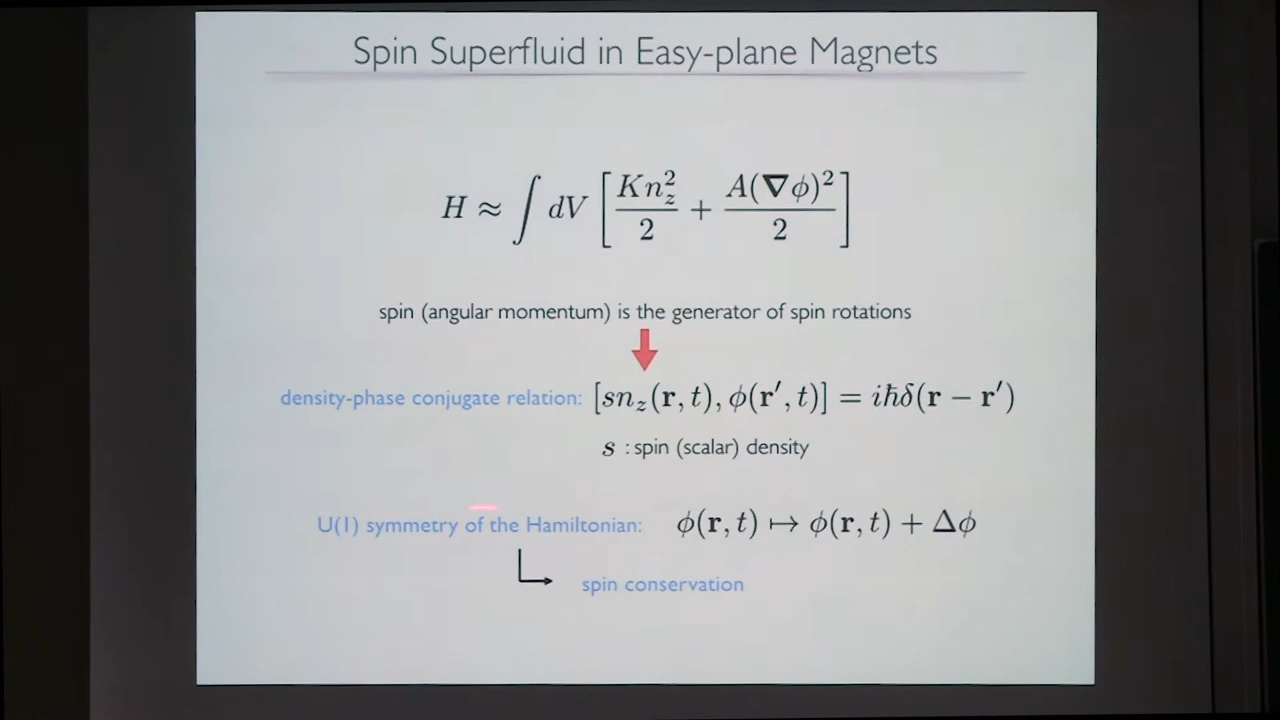 Spin Superfluid in Easy-plane Magnets
H ≈ ∫ dV [ Kn_z^2 / 2 + A(∇ϕ)^2 / 2 ]
spin (angular momentum) is the generator of spin rotations
density-phase conjugate relation: [sn_z(r, t), ϕ(r′, t)] = iħδ(r − r′)
s : spin (scalar) density
U(1) symmetry of the Hamiltonian: ϕ(r, t) ↦ ϕ(r, t) + Δϕ
spin conservation